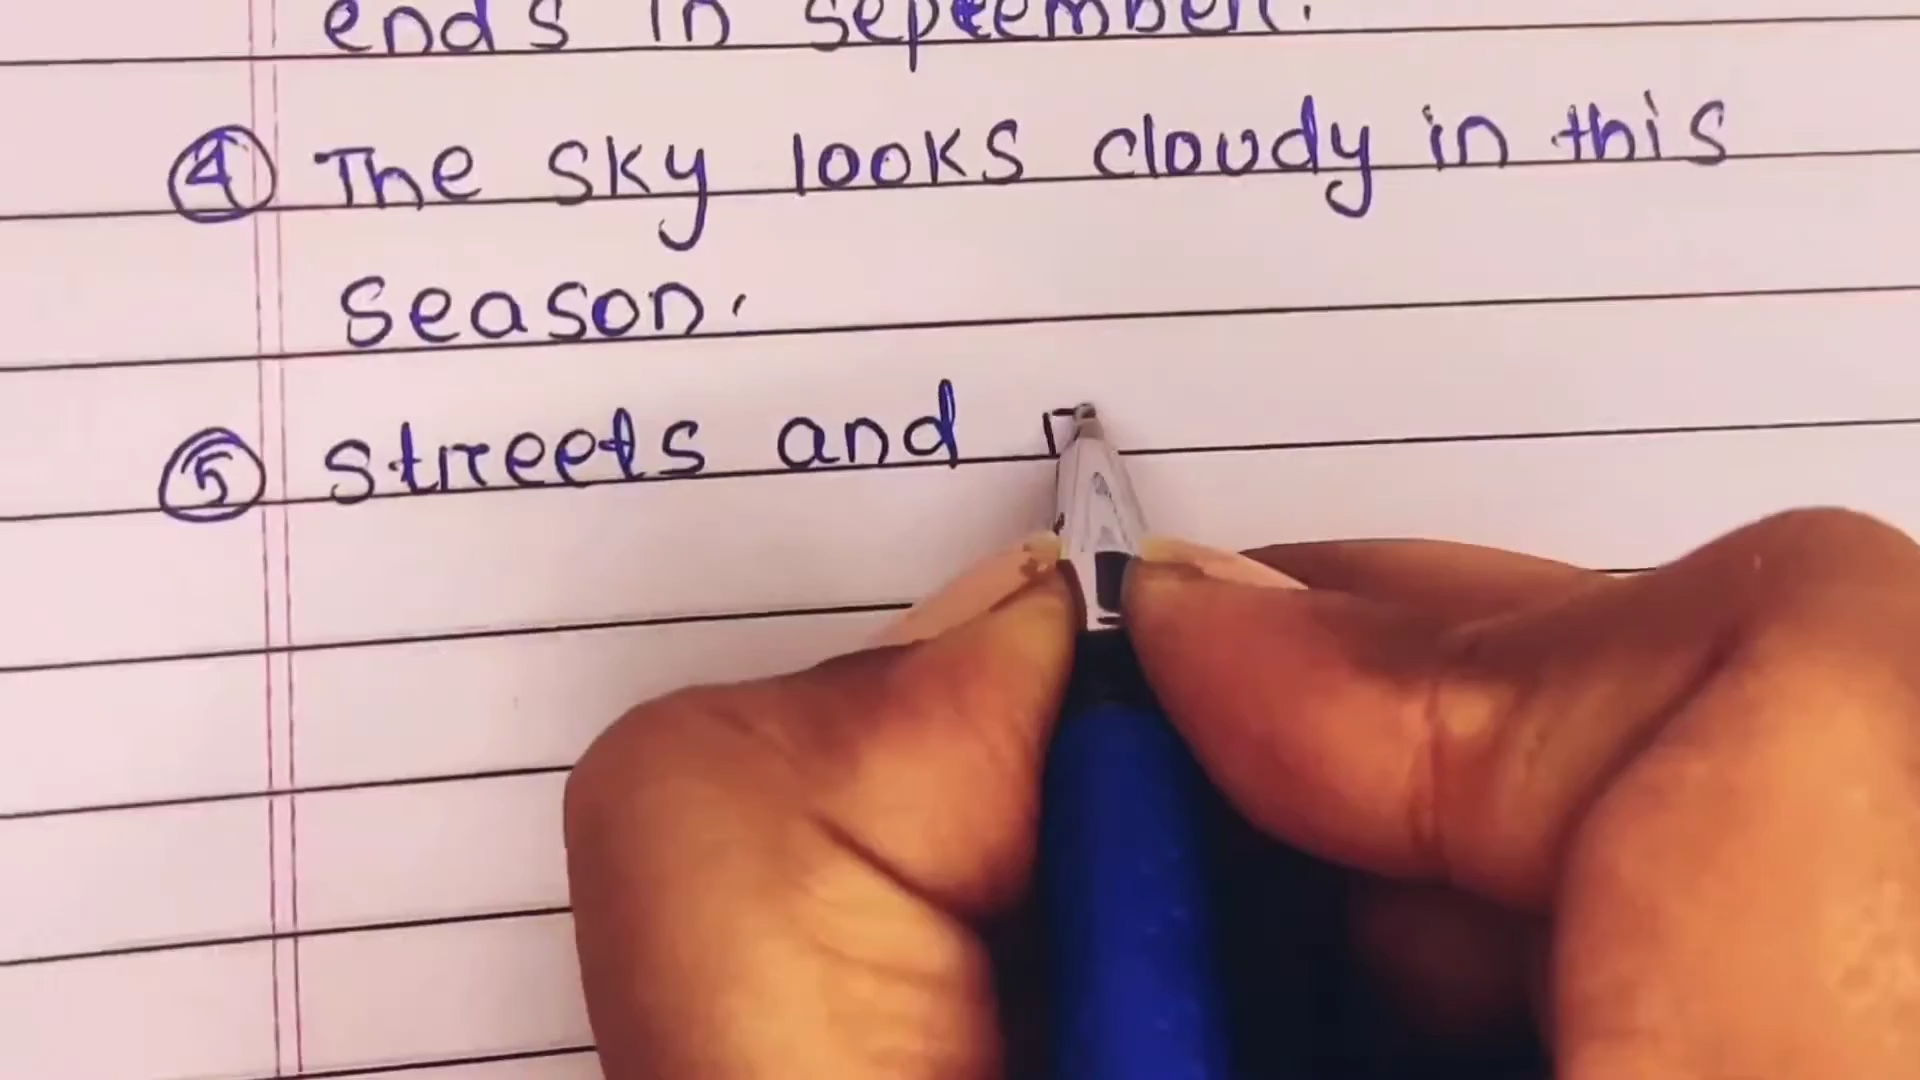 ends in september.
④ The sky looks cloudy in this
season.
⑤ streets and r